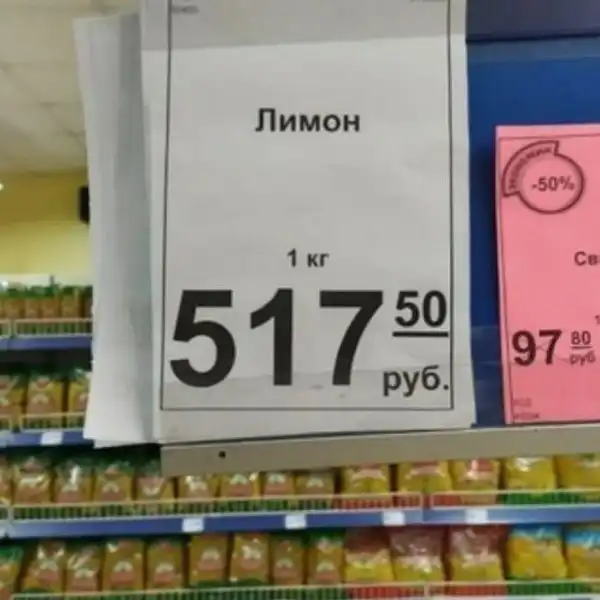 Лимон
1 кг
517 50
руб.
-50%
Св
97 80
руб